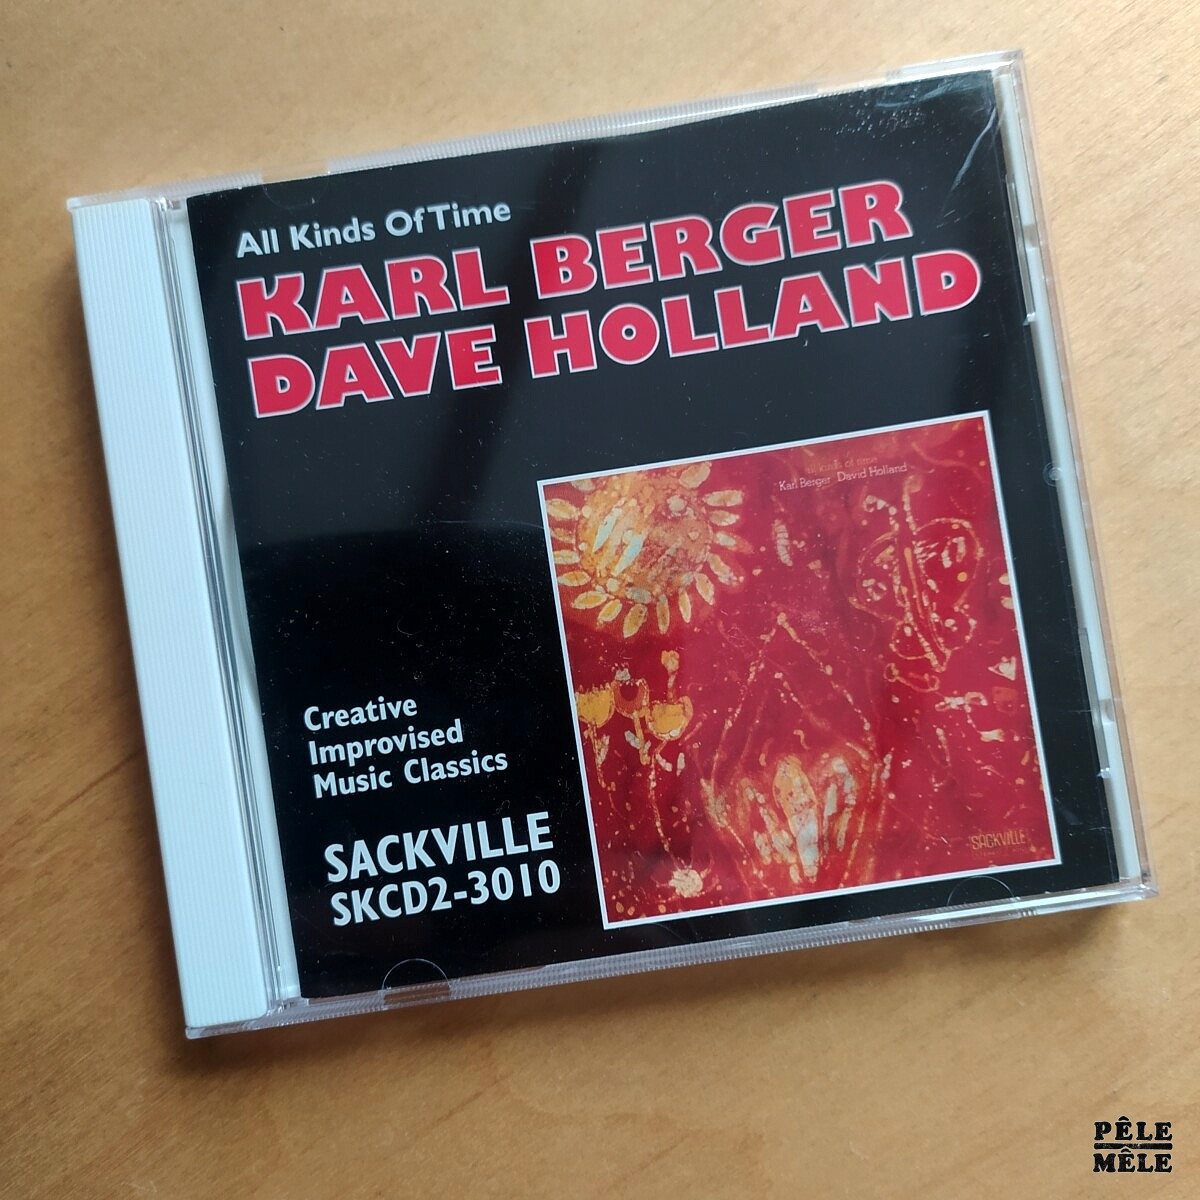 All Kinds Of Time
KARL BERGER
DAVE HOLLAND
all kinds of time
Karl Berger David Holland
Creative
Improvised
Music Classics
SACKVILLE
SKCD2-3010
SACKVILLE
PÊLE
MÊLE